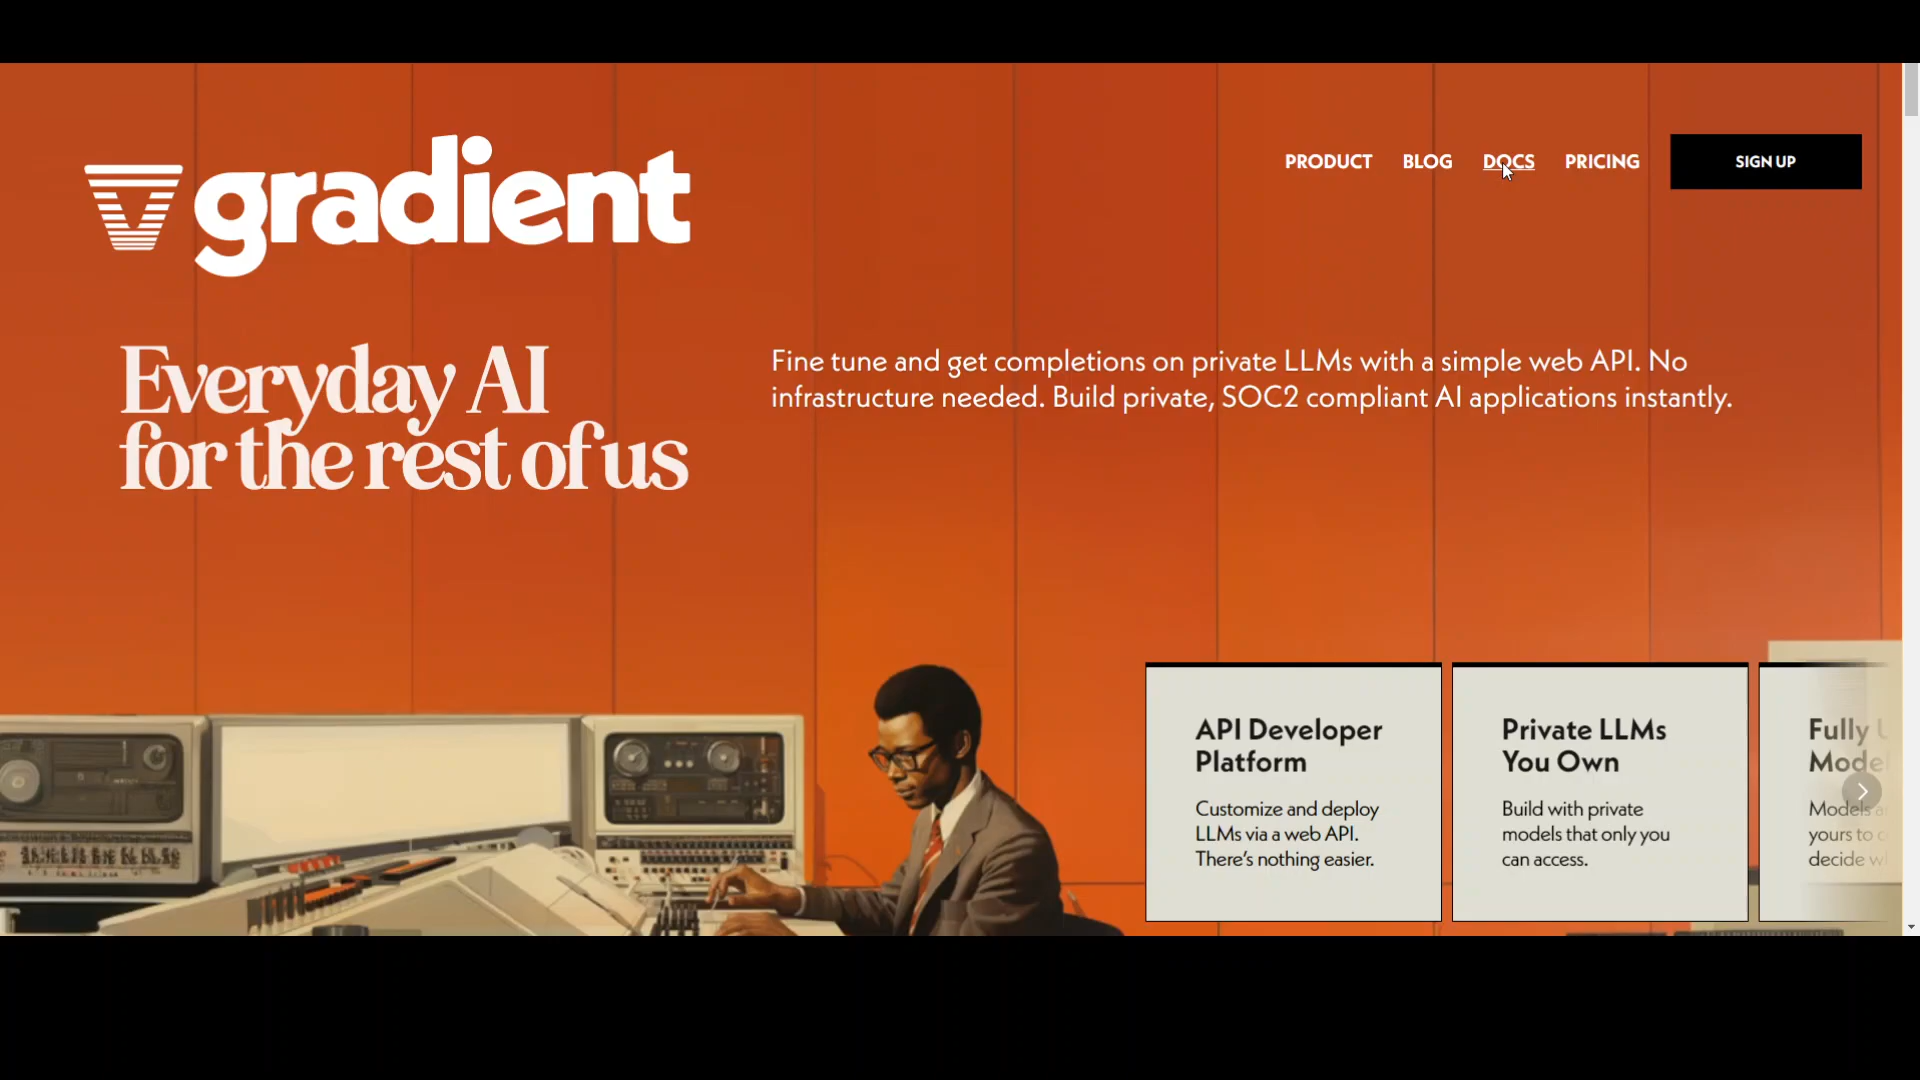 gradient
PRODUCT BLOG DOCS PRICING SIGN UP
Everyday AI
for the rest of us
Fine tune and get completions on private LLMs with a simple web API. No
infrastructure needed. Build private, SOC2 compliant AI applications instantly.
API Developer
Platform
Customize and deploy
LLMs via a web API.
There's nothing easier.
Private LLMs
You Own
Build with private
models that only you
can access.
Fully
Models
yours to
decide